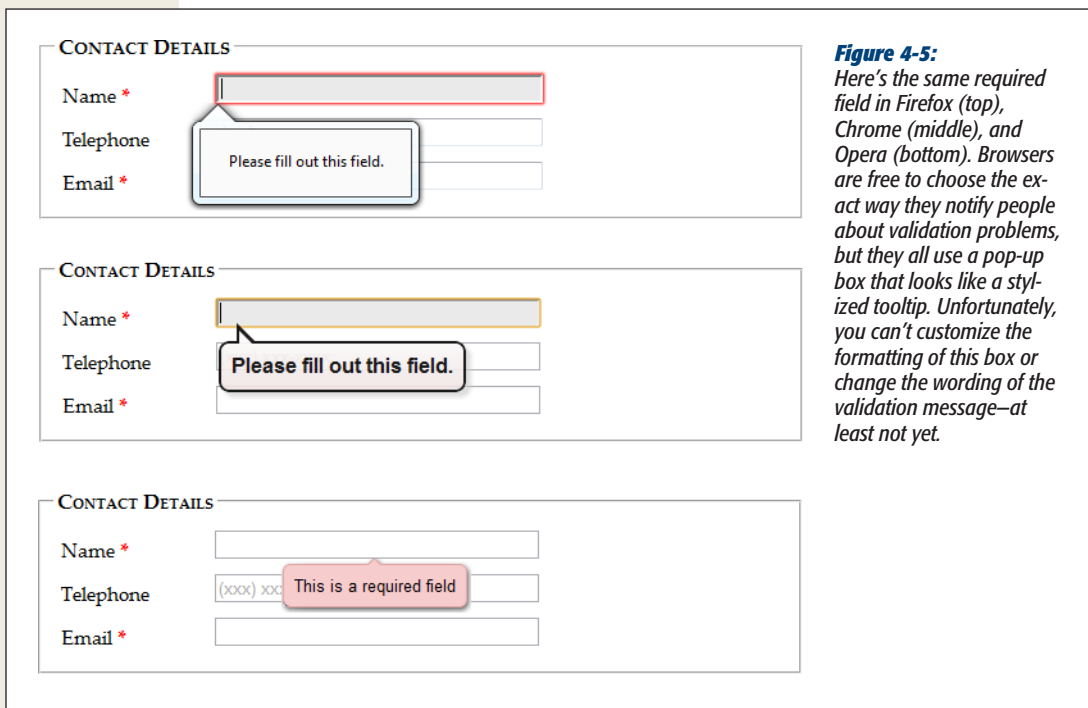 CONTACT DETAILS
Name *
Telephone
Please fill out this field.
Email *
CONTACT DETAILS
Name *
Telephone
Please fill out this field.
Email *
CONTACT DETAILS
Name *
Telephone
(xxx) xx
This is a required field
Email *
Figure 4-5:
Here's the same required
field in Firefox (top),
Chrome (middle), and
Opera (bottom). Browsers
are free to choose the ex-
act way they notify people
about validation problems,
but they all use a pop-up
box that looks like a styl-
ized tooltip. Unfortunately,
you can't customize the
formatting of this box or
change the wording of the
validation message—at
least not yet.